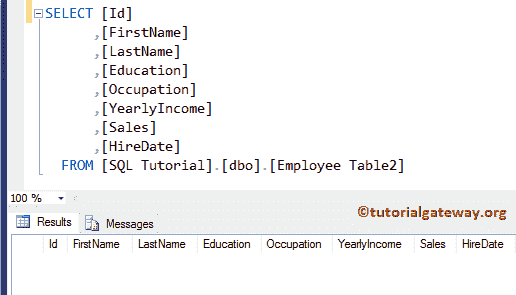 SELECT [Id]
,[FirstName]
,[LastName]
,[Education]
,[Occupation]
,[YearlyIncome]
,[Sales]
,[HireDate]
FROM [SQL Tutorial].[dbo].[Employee Table2]
100 %
©tutorialgateway.org
Results Messages
Id FirstName LastName Education Occupation YearlyIncome Sales HireDate